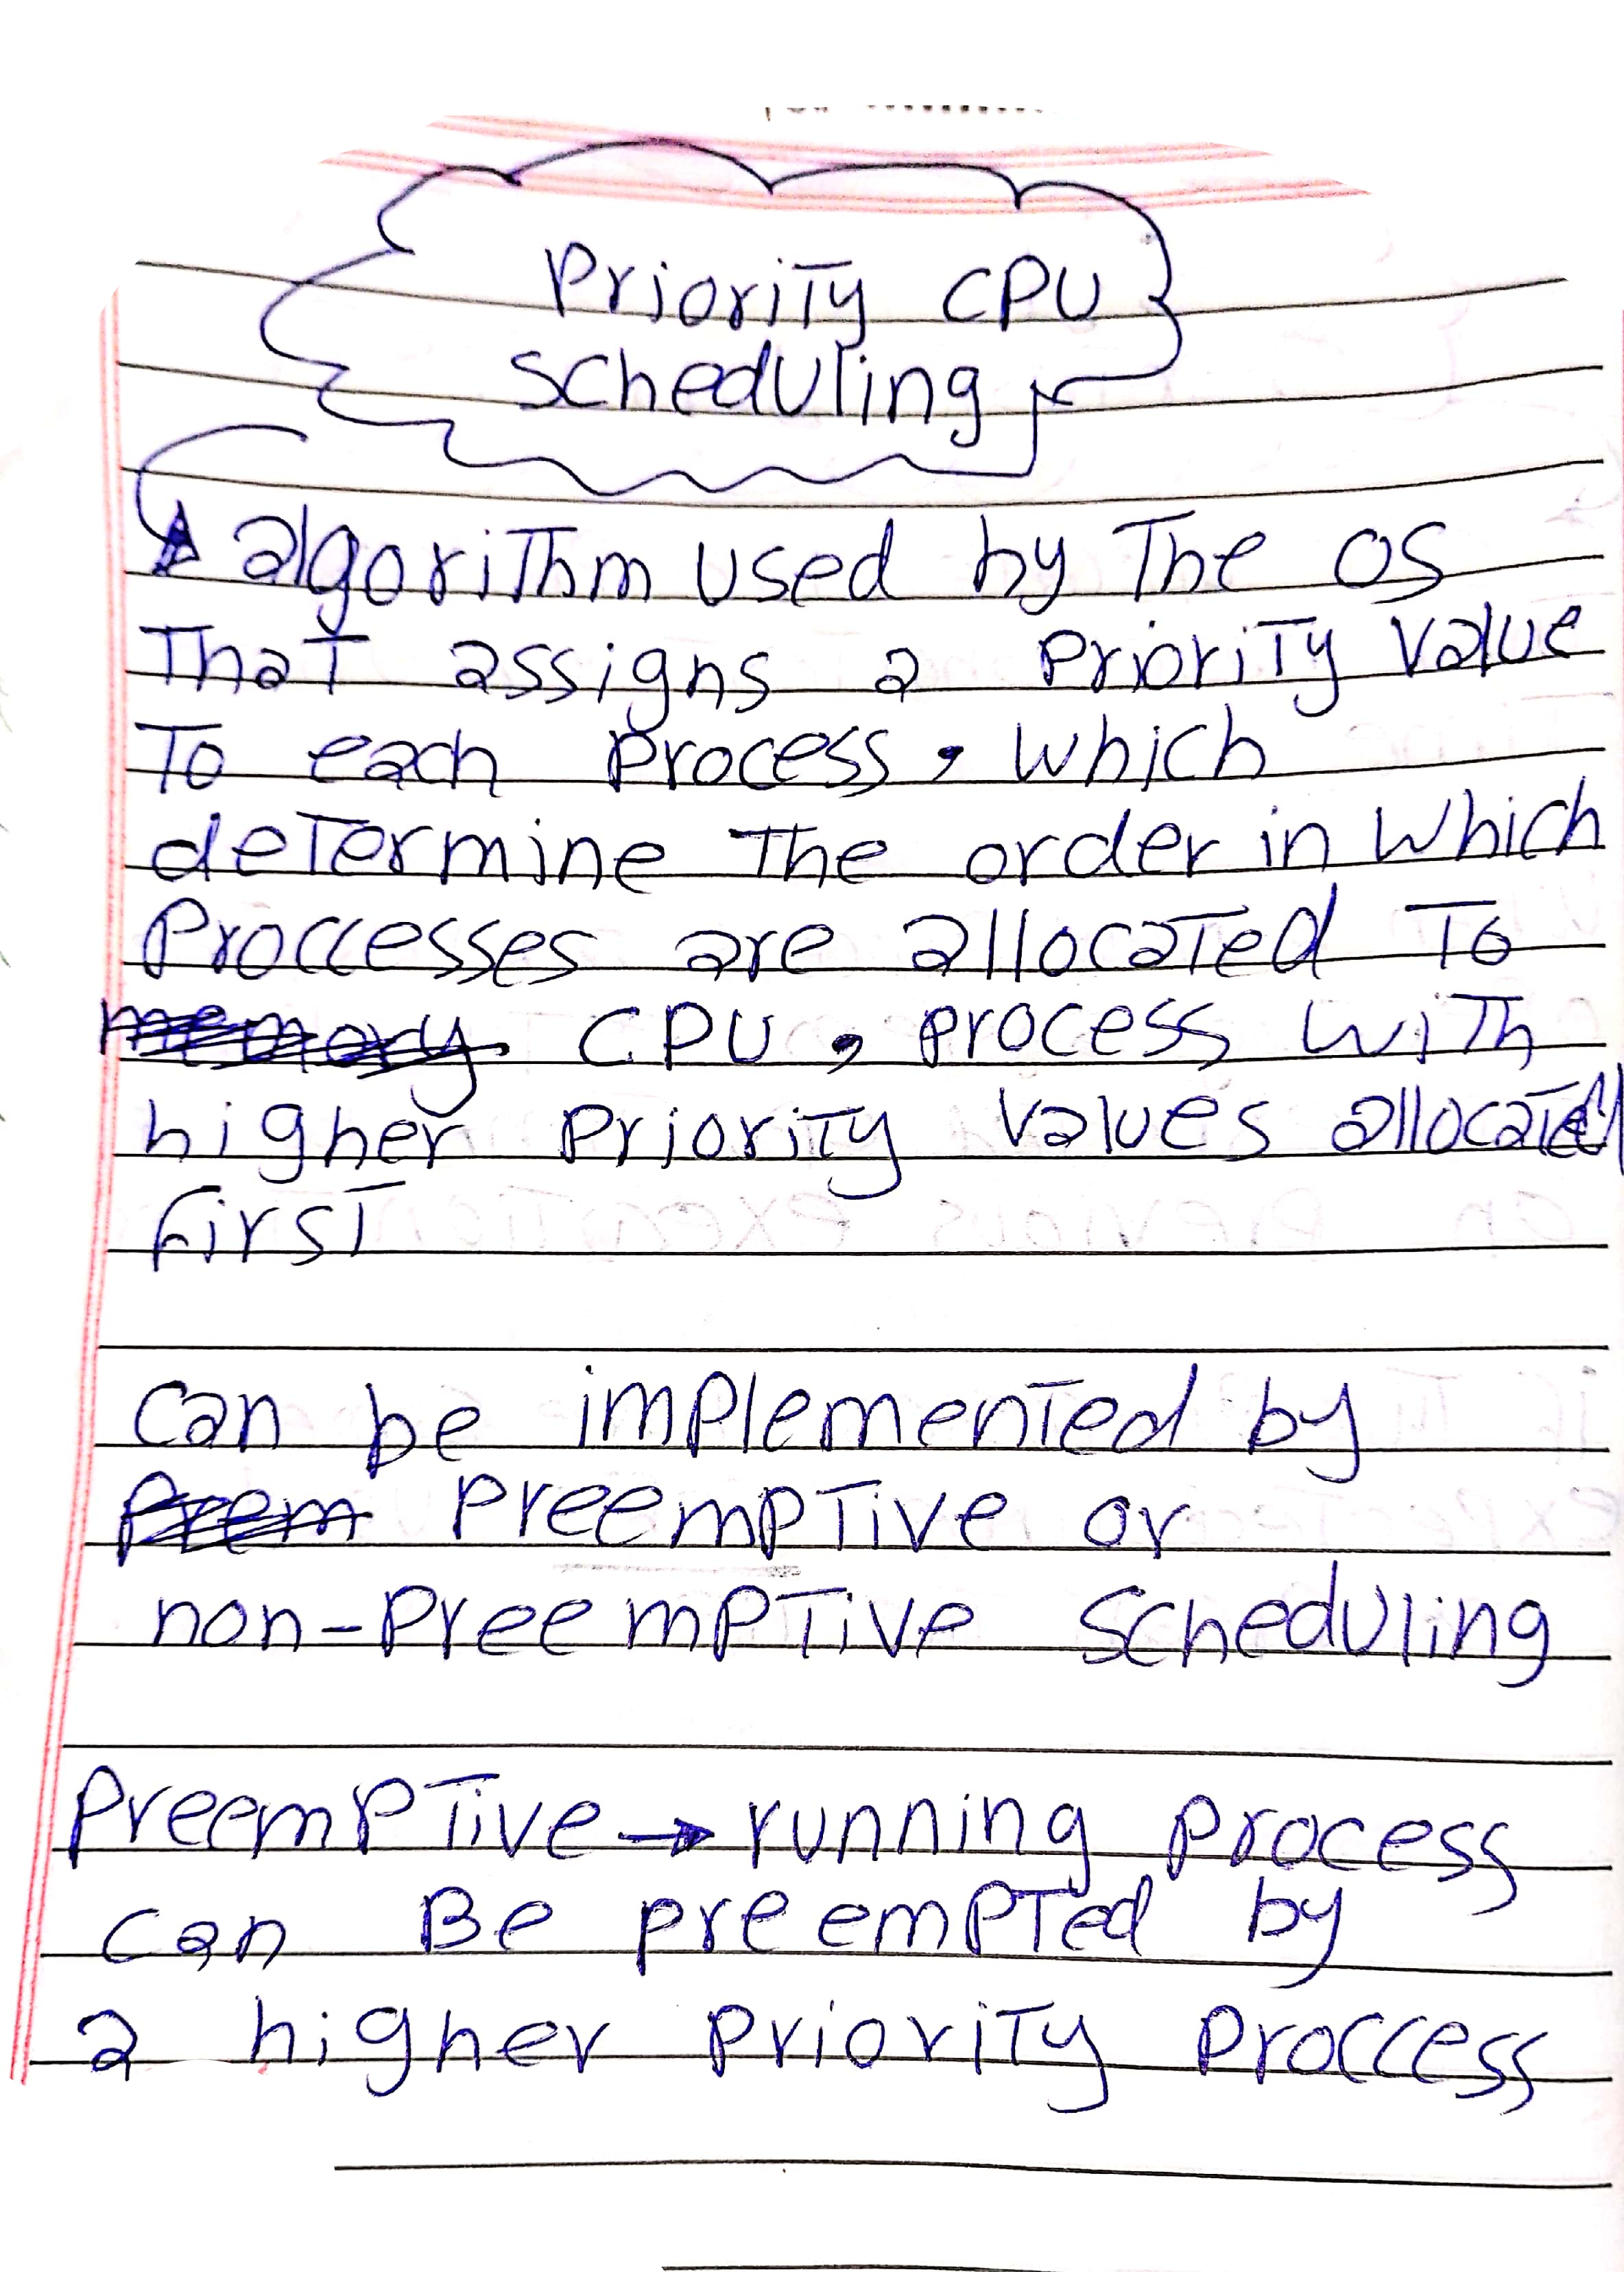 Priority CPU
scheduling
algorithm used by The OS
That assigns a Priority value
To each Process, which
determine The order in which
Proccesses are allocated To
memory CPU, process with
higher Priority values allocated
first
can be implemented by
Prem Preemptive or
non-Preemptive scheduling
Preemptive → running process
can Be preempted by
a higher priority proccess